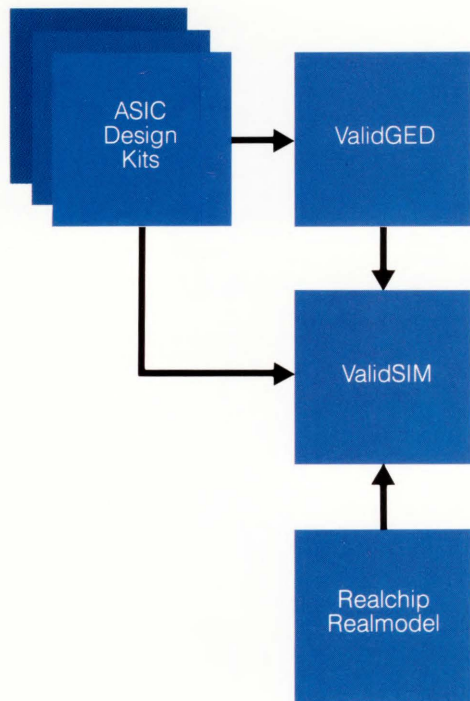 ASIC
Design
Kits
ValidGED
ValidSIM
Realchip
Realmodel